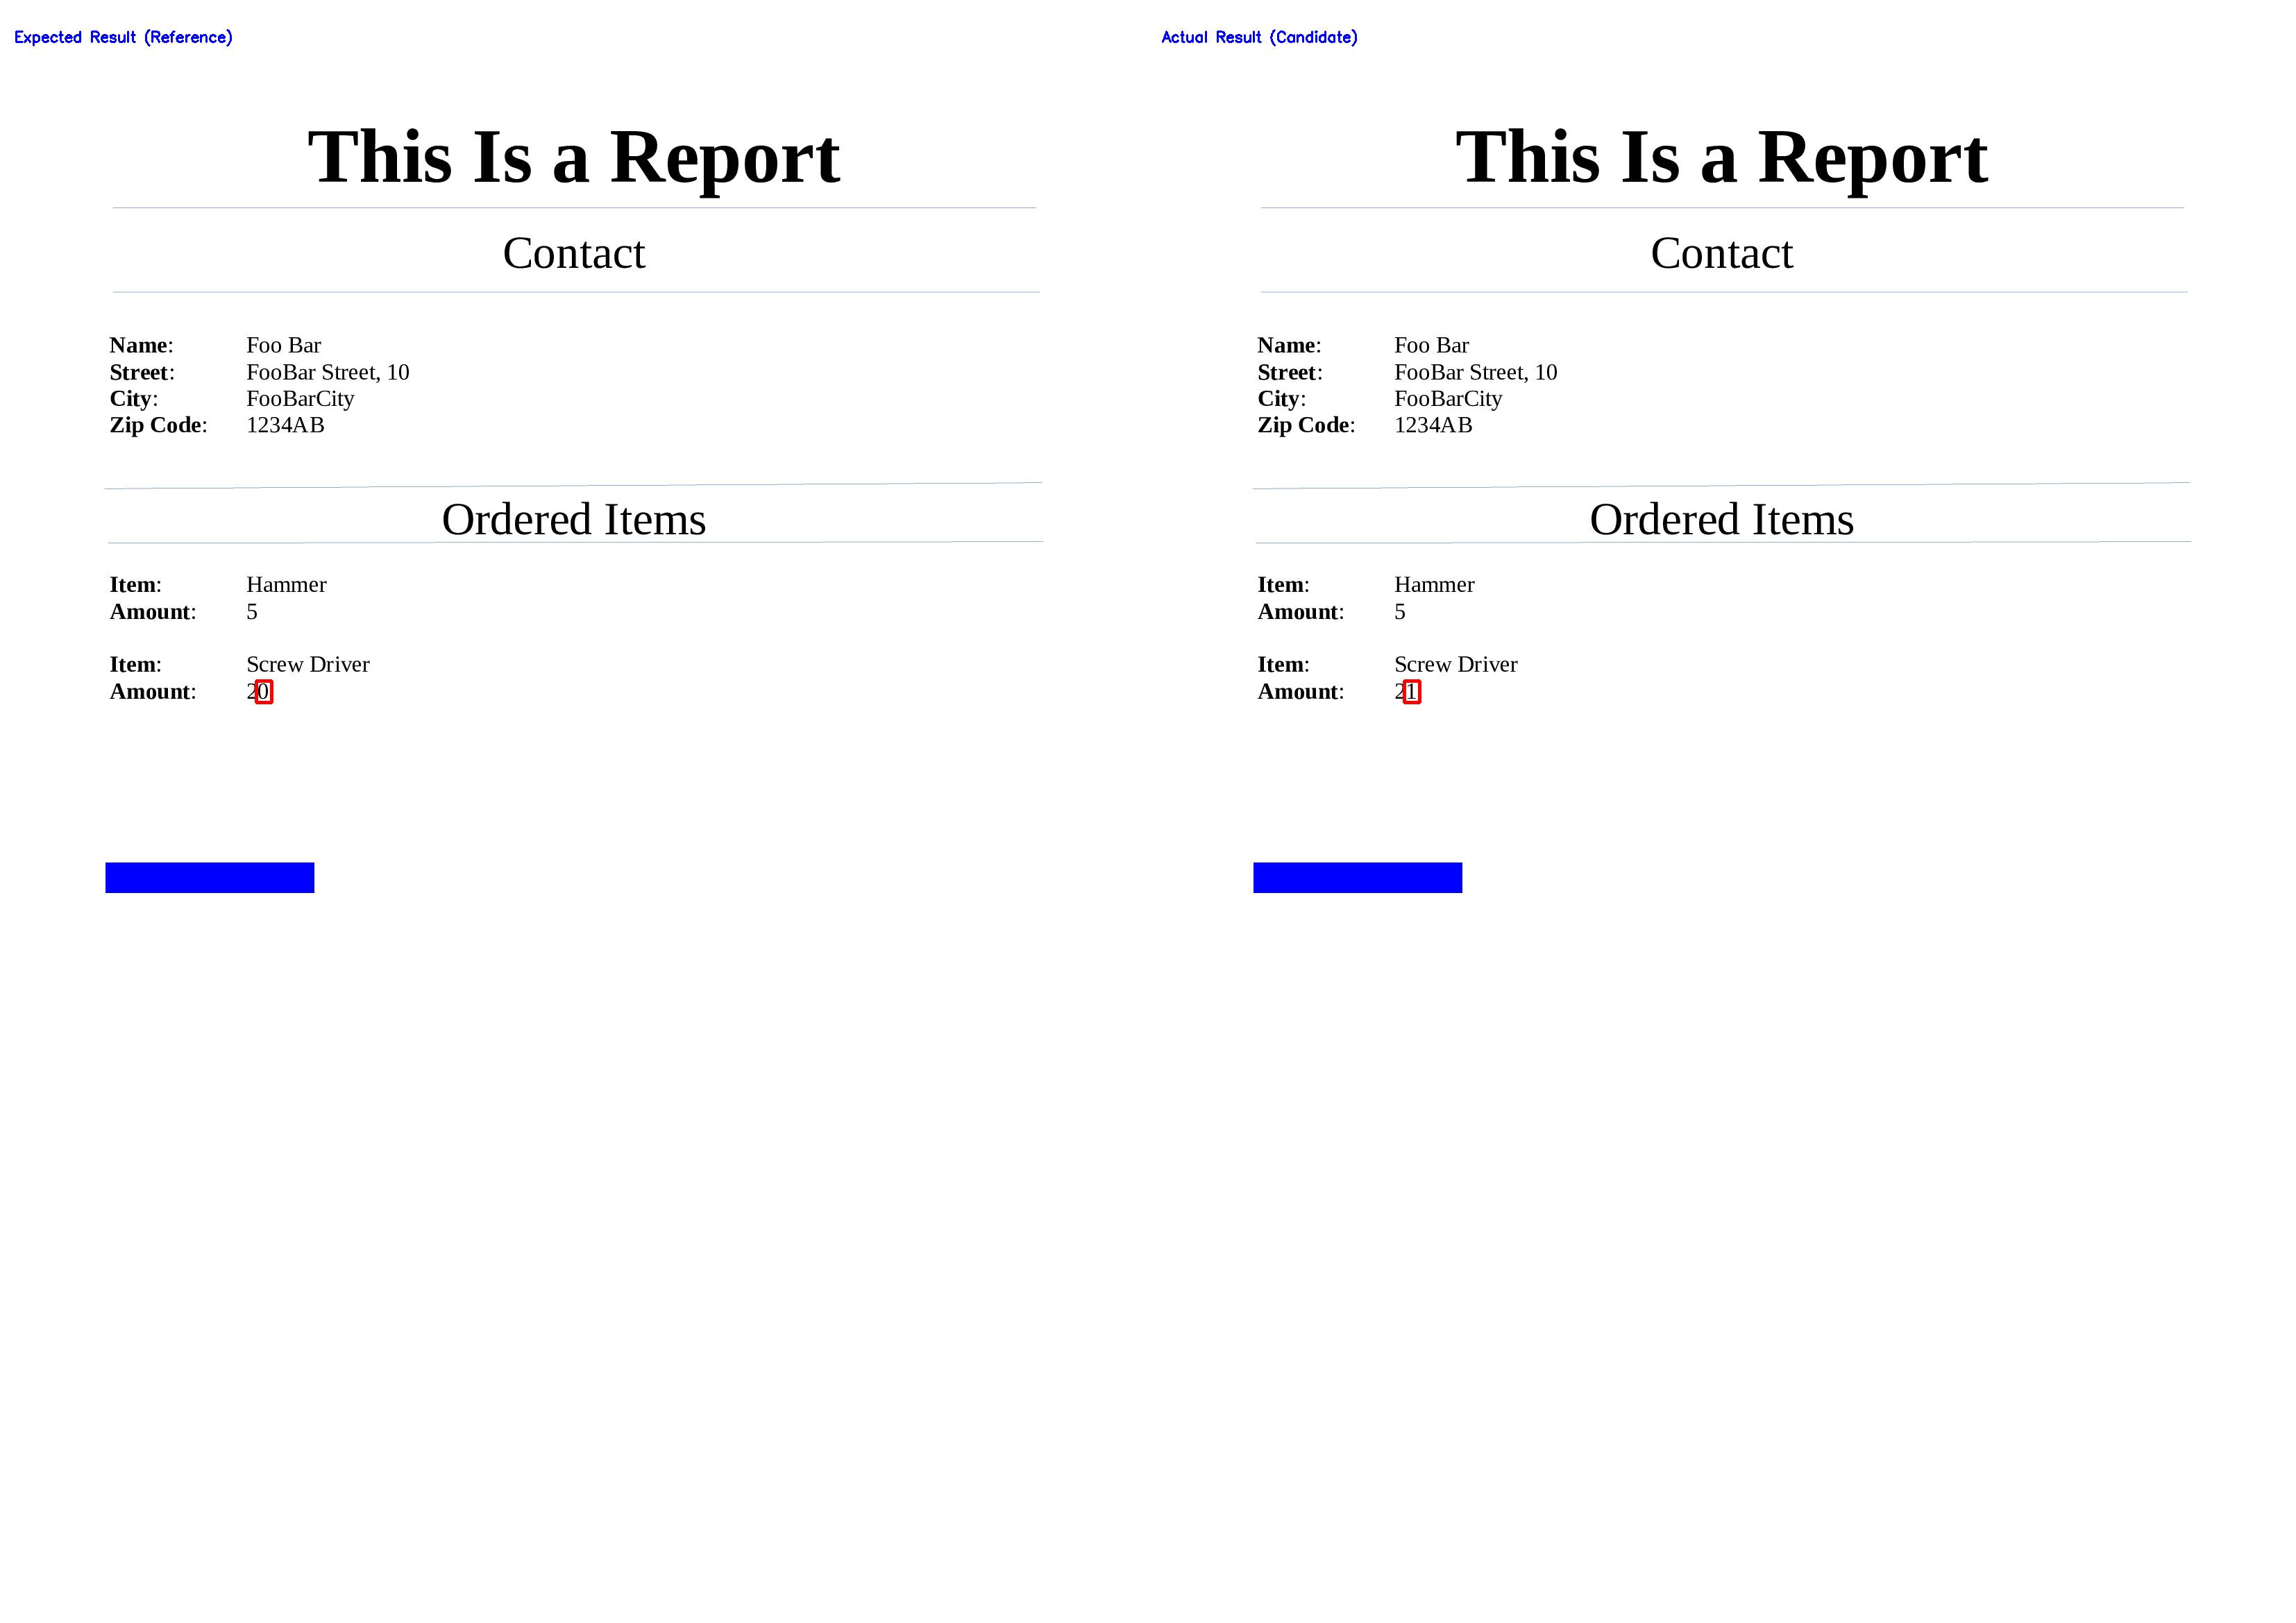 Expected Result (Reference)
This Is a Report
Contact
Name: Foo Bar
Street: FooBar Street, 10
City: FooBarCity
Zip Code: 1234AB
Ordered Items
Item: Hammer
Amount: 5
Item: Screw Driver
Amount: 20
Actual Result (Candidate)
This Is a Report
Contact
Name: Foo Bar
Street: FooBar Street, 10
City: FooBarCity
Zip Code: 1234AB
Ordered Items
Item: Hammer
Amount: 5
Item: Screw Driver
Amount: 21